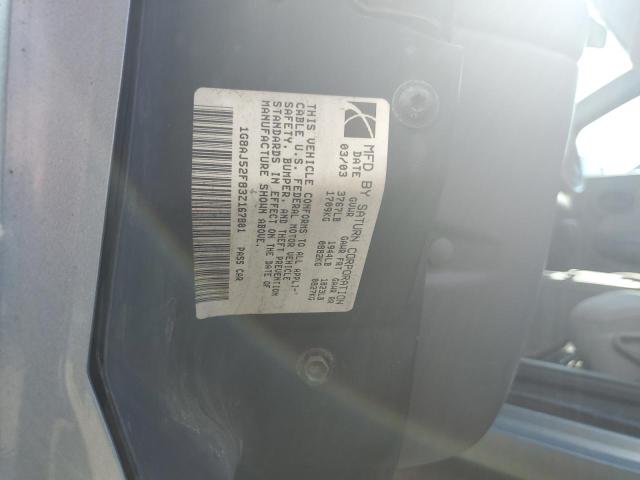 MFD BY SATURN CORPORATION
DATE GVWR GAWR FRT GAWR RR
03/03 3767LB 1944LB 1823LB
1709KG 0882KG 0827KG
THIS VEHICLE CONFORMS TO ALL APPLI-
CABLE U.S. FEDERAL MOTOR VEHICLE
SAFETY, BUMPER, AND THEFT PREVENTION
STANDARDS IN EFFECT ON THE DATE OF
MANUFACTURE SHOWN ABOVE.
1G8AJ52F83Z167801 PASS CAR